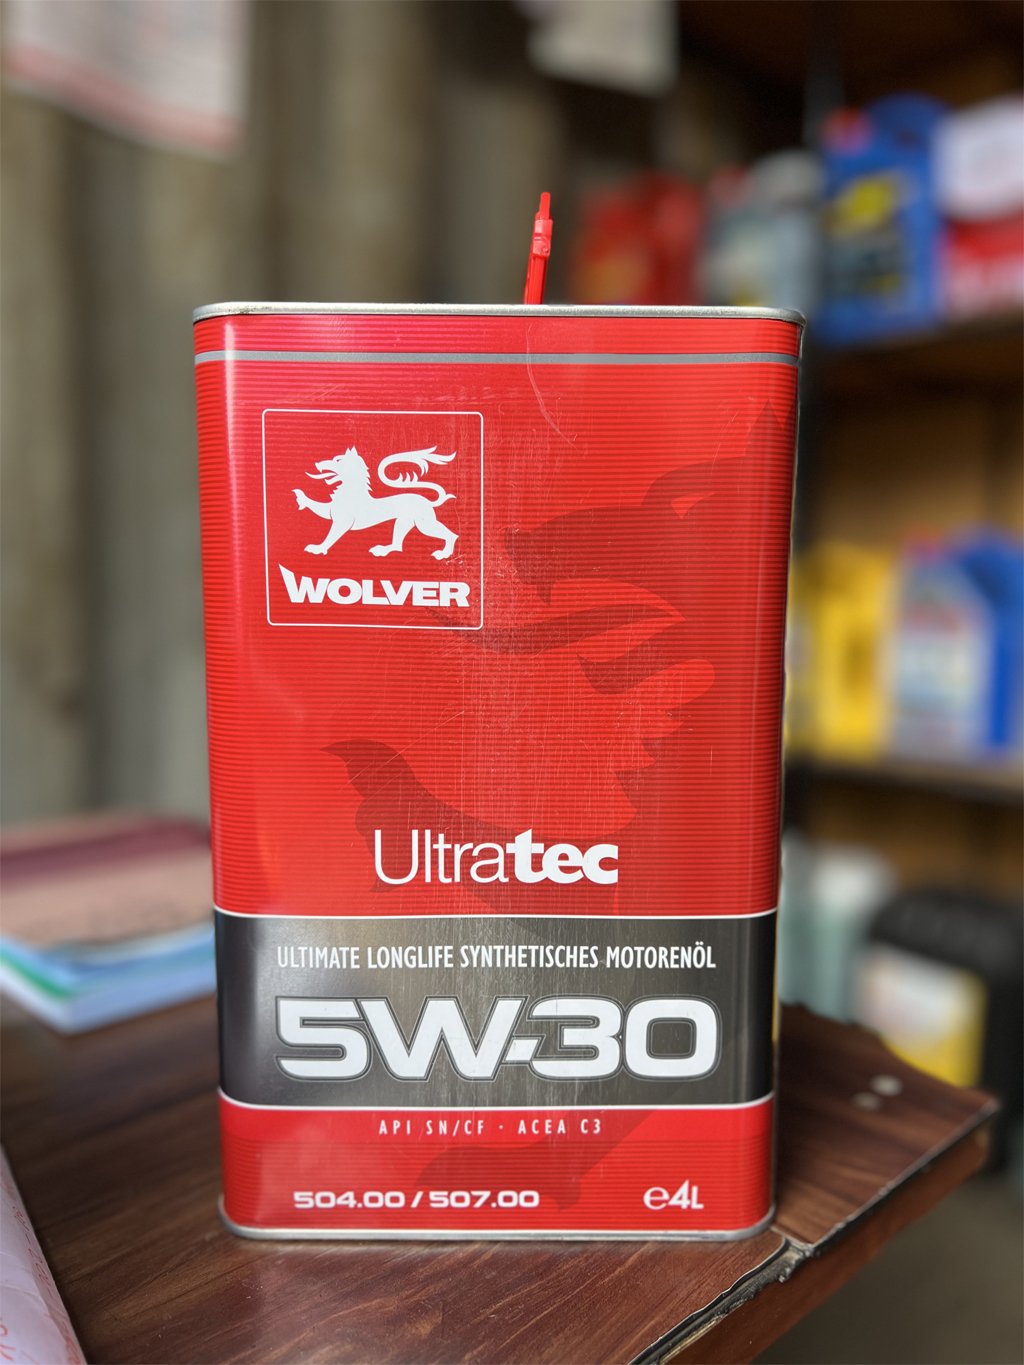 WOLVER
Ultratec
ULTIMATE LONGLIFE SYNTHETISCHES MOTORENÖL
5W-30
API SN/CF · ACEA C3
504.00 / 507.00 e4L